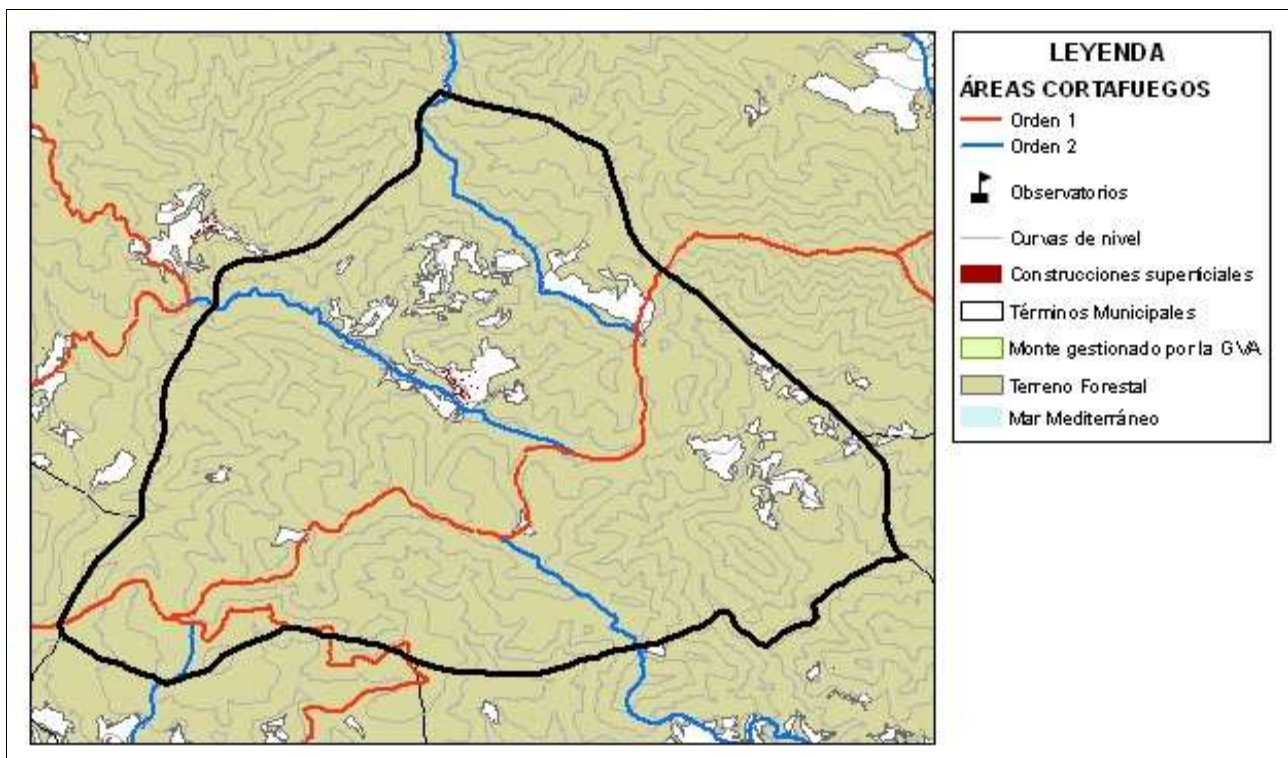 LEYENDA
ÁREAS CORTAFUEGOS
Orden 1
Orden 2
Observatorios
Curvas de nivel
Construcciones superficiales
Términos Municipales
Monte gestionado por la GVA
Terreno Forestal
Mar Mediterráneo